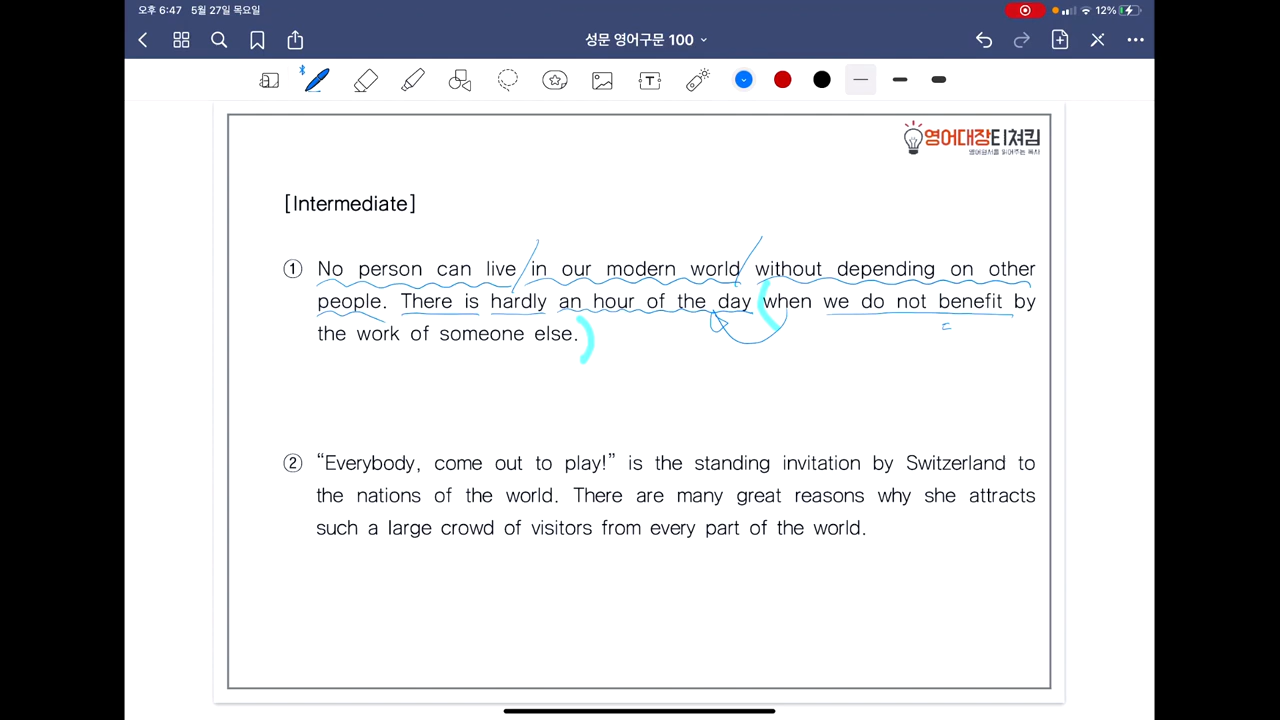 오후 6:47 5월 27일 목요일
12%
성문 영어구문 100
영어대장티쳐킴
[Intermediate]
① No person can live in our modern world without depending on other
people. There is hardly an hour of the day when we do not benefit by
the work of someone else.
② “Everybody, come out to play!” is the standing invitation by Switzerland to
the nations of the world. There are many great reasons why she attracts
such a large crowd of visitors from every part of the world.